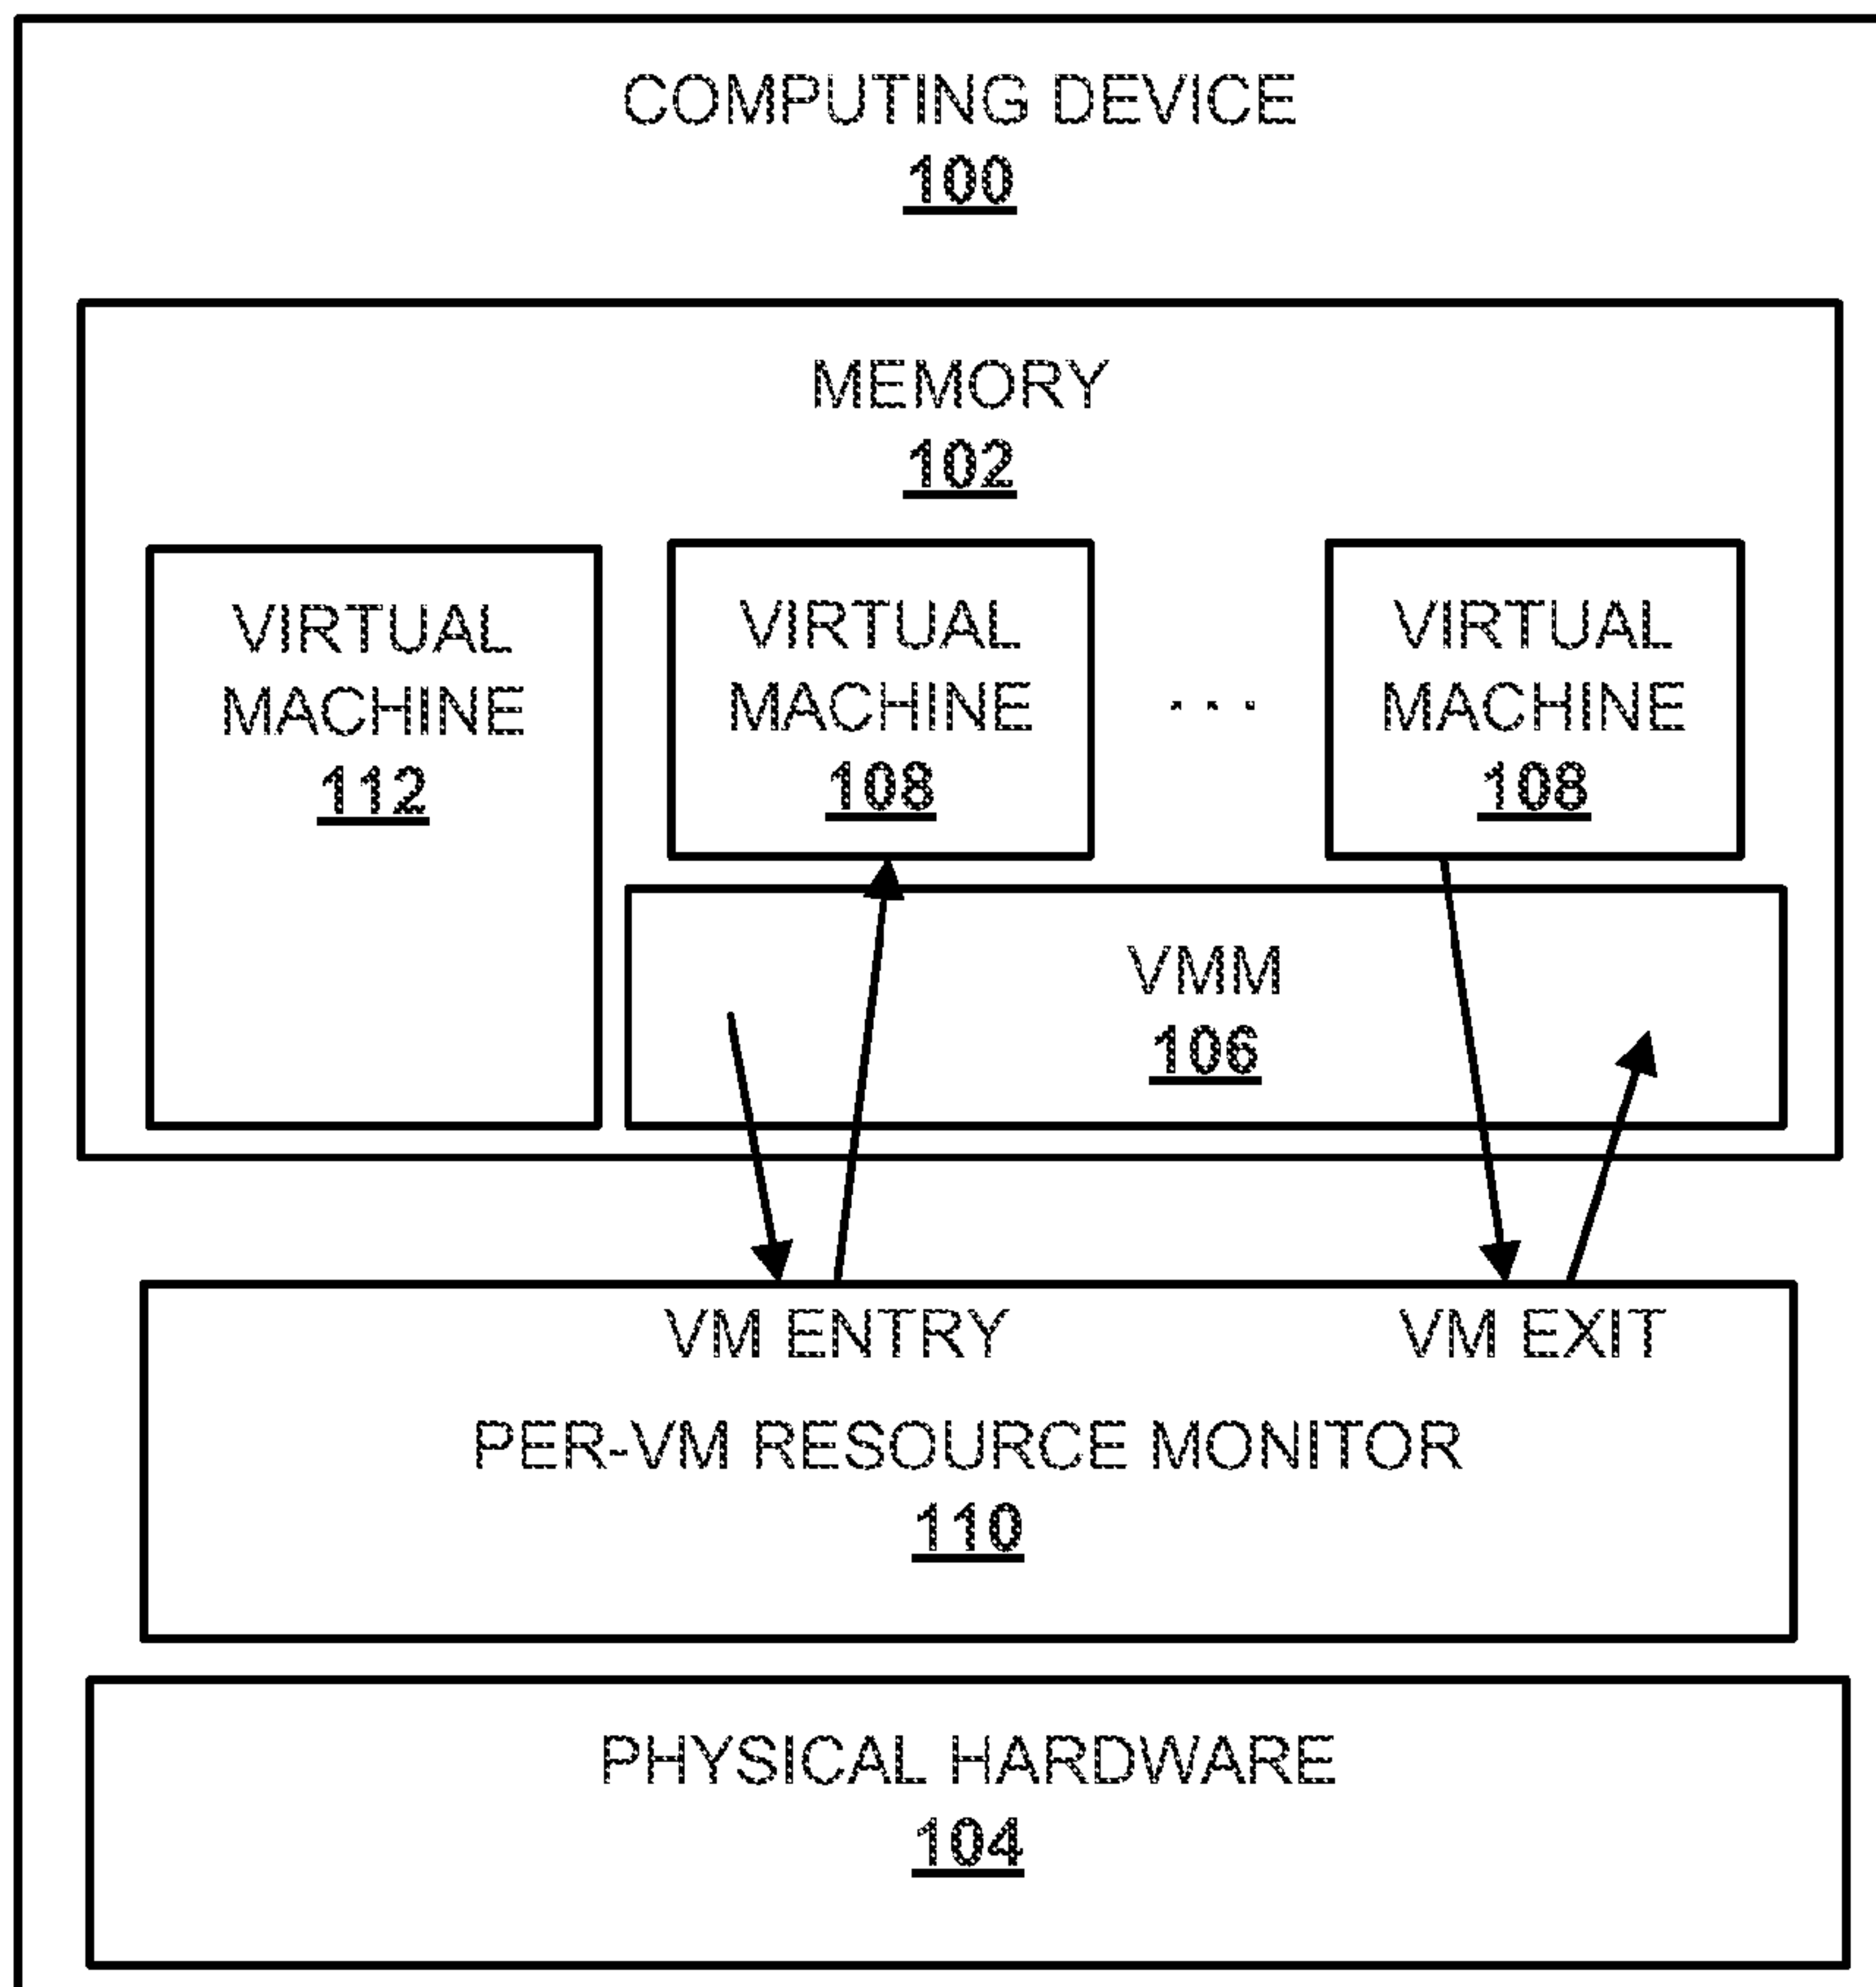 COMPUTING DEVICE
100
MEMORY
102
VIRTUAL
MACHINE
112
VIRTUAL
MACHINE
108
. . .
VIRTUAL
MACHINE
108
VMM
106
VM ENTRY
VM EXIT
PER-VM RESOURCE MONITOR
110
PHYSICAL HARDWARE
104